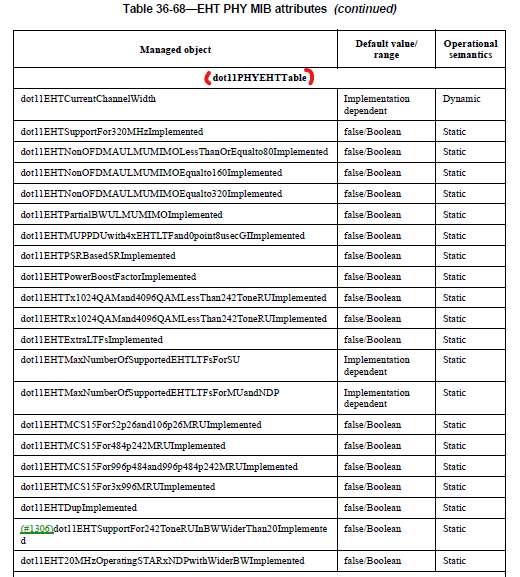 Table 36-68—EHT PHY MIB attributes (continued)
Managed object
Default value/
range
Operational
semantics
(dot11PHYEHTTable)
dot11EHTCurrentChannelWidth
Implementation
dependent
Dynamic
dot11EHTSupportFor320MHzImplemented
false/Boolean
Static
dot11EHTNonOFDMAULMUMIMOLessThanOrEqualto80Implemented
false/Boolean
Static
dot11EHTNonOFDMAULMUMIMOEqualto160Implemented
false/Boolean
Static
dot11EHTNonOFDMAULMUMIMOEqualto320Implemented
false/Boolean
Static
dot11EHTPartialBWULMUMIMOImplemented
false/Boolean
Static
dot11EHTMUPPDUwith4xEHTLTFand0point8usecGIImplemented
false/Boolean
Static
dot11EHTPSRBasedSRImplemented
false/Boolean
Static
dot11EHTPowerBoostFactorImplemented
false/Boolean
Static
dot11EHTTx1024QAMand4096QAMLessThan242ToneRUImplemented
false/Boolean
Static
dot11EHTRx1024QAMand4096QAMLessThan242ToneRUImplemented
false/Boolean
Static
dot11EHTExtraLTFsImplemented
false/Boolean
Static
dot11EHTMaxNumberOfSupportedEHTLTFsForSU
Implementation
dependent
Static
dot11EHTMaxNumberOfSupportedEHTLTFsForMUandNDP
Implementation
dependent
Static
dot11EHTMCS15For52p26and106p26MRUImplemented
false/Boolean
Static
dot11EHTMCS15For484p242MRUImplemented
false/Boolean
Static
dot11EHTMCS15For996p484and996p484p242MRUImplemented
false/Boolean
Static
dot11EHTMCS15For3x996MRUImplemented
false/Boolean
Static
dot11EHTDupImplemented
false/Boolean
Static
(#1306)dot11EHTSupportFor242ToneRUInBWWiderThan20Implemente
d
false/Boolean
Static
dot11EHT20MHzOperatingSTARxNDPwithWiderBWImplemented
false/Boolean
Static